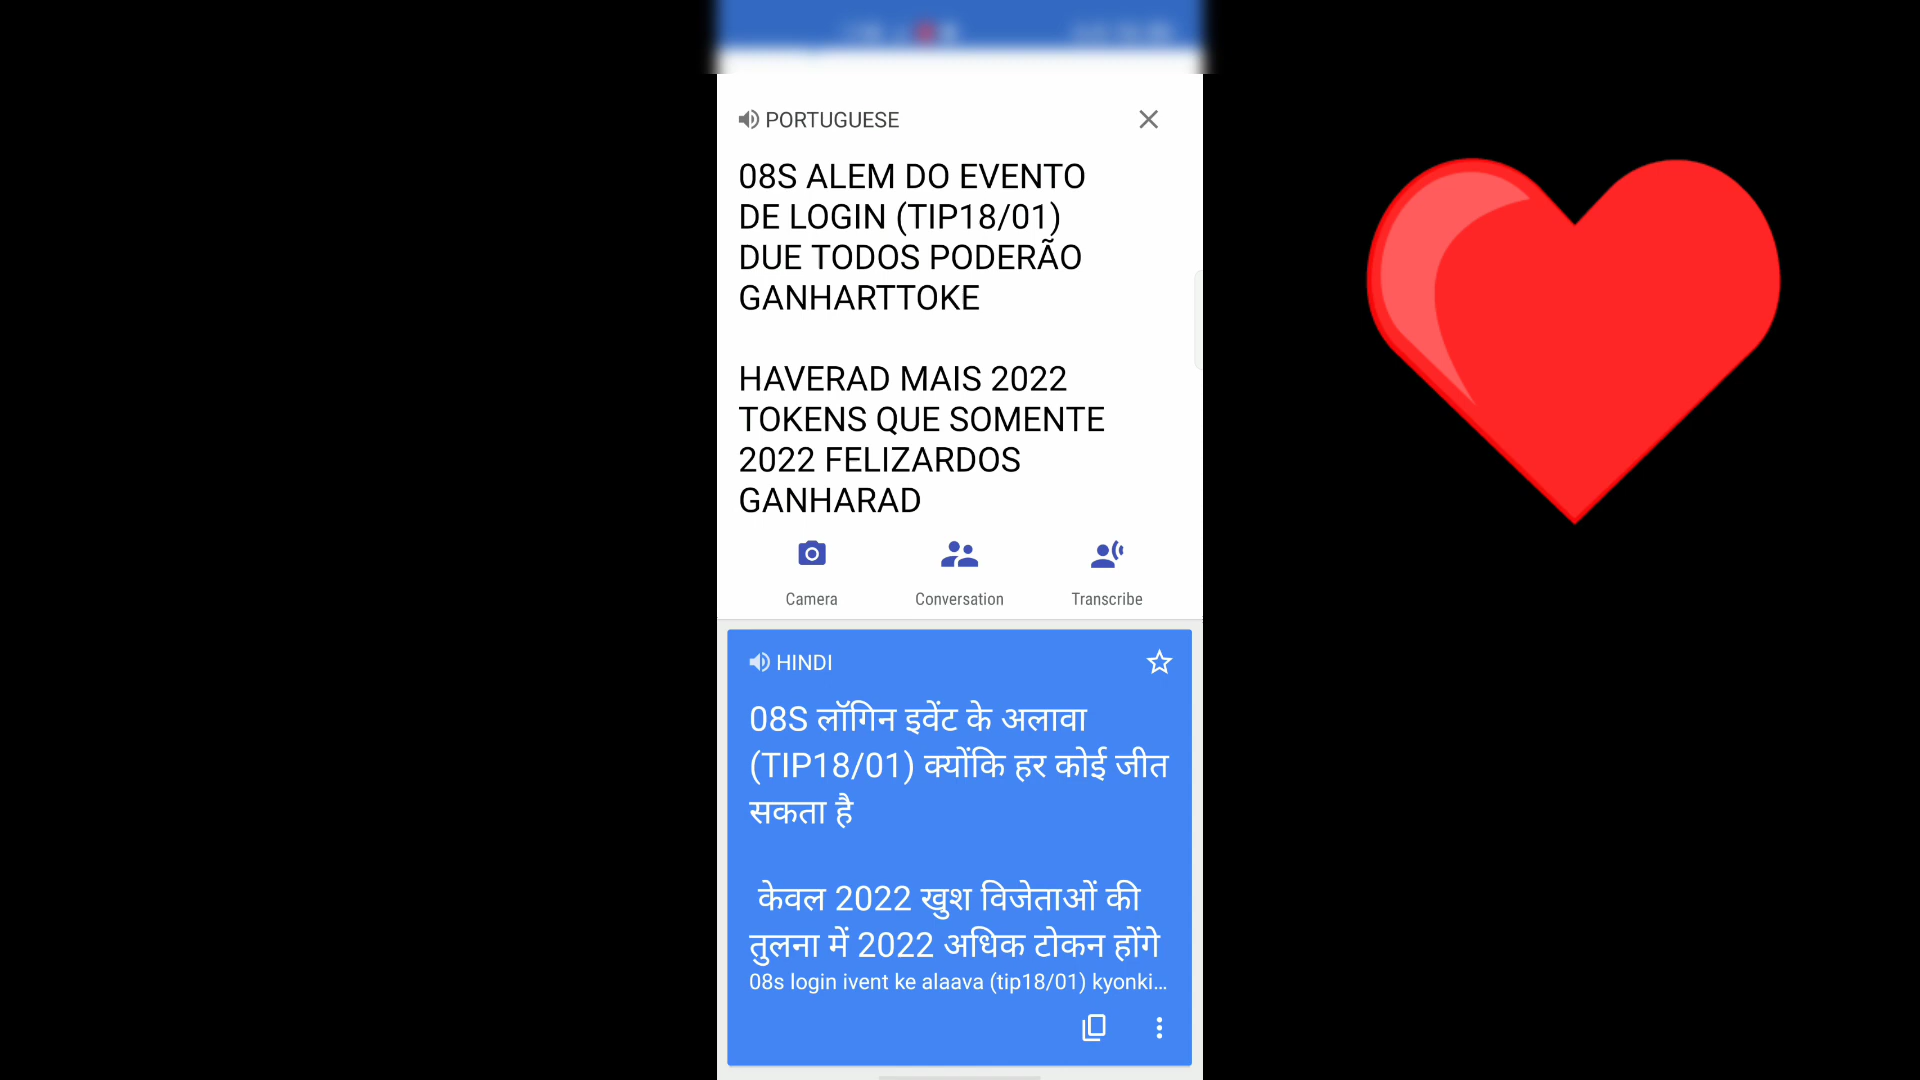 PORTUGUESE
08S ALEM DO EVENTO
DE LOGIN (TIP18/01)
DUE TODOS PODERÃO
GANHARTTOKE
HAVERAD MAIS 2022
TOKENS QUE SOMENTE
2022 FELIZARDOS
GANHARAD
Camera Conversation Transcribe
HINDI
08S लॉगिन इवेंट के अलावा
(TIP18/01) क्योंकि हर कोई जीत
सकता है
केवल 2022 खुश विजेताओं की
तुलना में 2022 अधिक टोकन होंगे
08s login ivent ke alaava (tip18/01) kyonki...